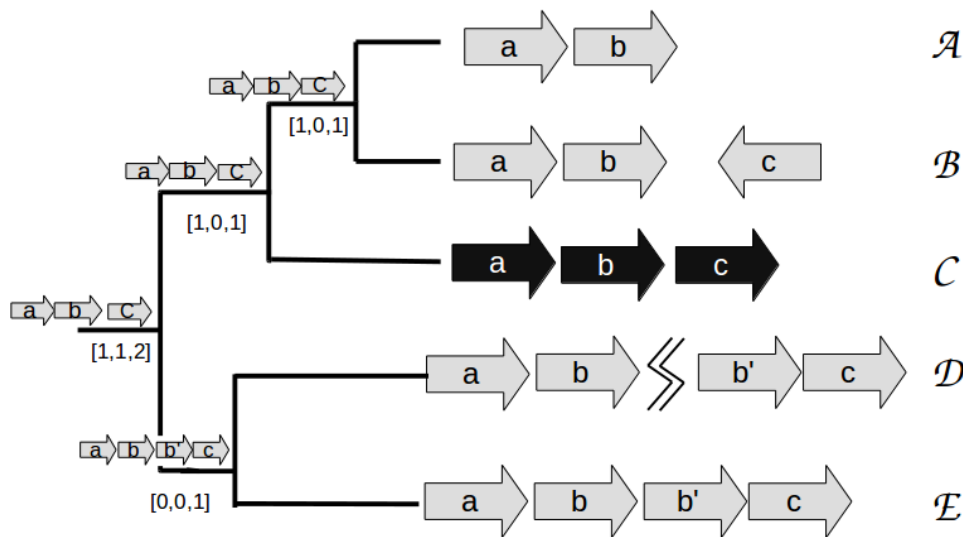 a b 𝒜
a b C
[1,0,1]
a b c ℬ
a b C
[1,0,1]
a b c 𝒞
a b C
[1,1,2]
a b b' c 𝒟
a b b' c
[0,0,1]
a b b' c ℰ